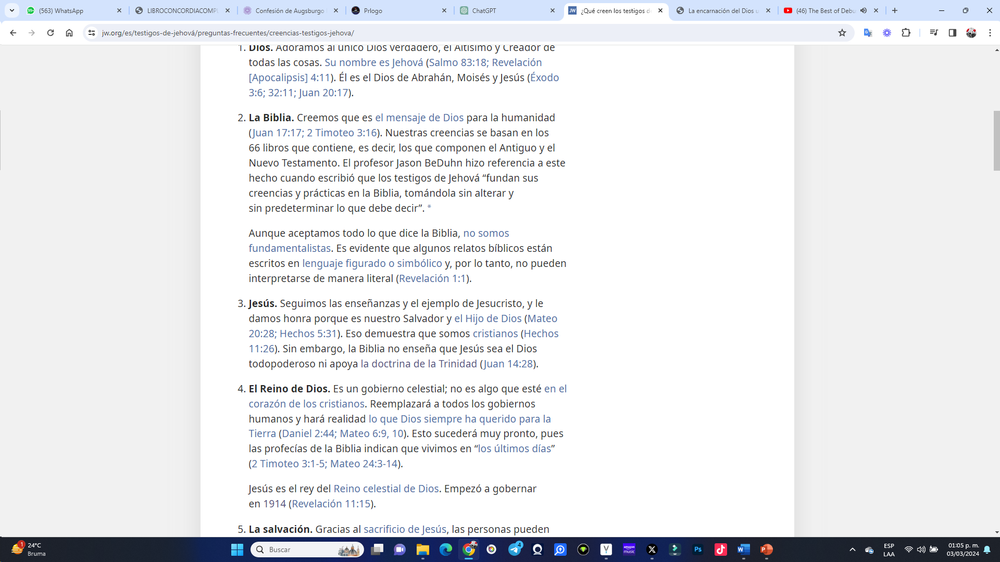 (563) WhatsApp
LIBROCONCORDIACOMPL
Confesión de Augsburgo
Prlogo
ChatGPT
¿Qué creen los testigos d
La encarnación del Dios u
(46) The Best of Debu
jw.org/es/testigos-de-jehová/preguntas-frecuentes/creencias-testigos-jehova/
1. Dios. Adoramos al único Dios verdadero, el Altísimo y Creador de
todas las cosas. Su nombre es Jehová (Salmo 83:18; Revelación
[Apocalipsis] 4:11). Él es el Dios de Abrahán, Moisés y Jesús (Éxodo
3:6; 32:11; Juan 20:17).
2. La Biblia. Creemos que es el mensaje de Dios para la humanidad
(Juan 17:17; 2 Timoteo 3:16). Nuestras creencias se basan en los
66 libros que contiene, es decir, los que componen el Antiguo y el
Nuevo Testamento. El profesor Jason BeDuhn hizo referencia a este
hecho cuando escribió que los testigos de Jehová “fundan sus
creencias y prácticas en la Biblia, tomándola sin alterar y
sin predeterminar lo que debe decir”. *
Aunque aceptamos todo lo que dice la Biblia, no somos
fundamentalistas. Es evidente que algunos relatos bíblicos están
escritos en lenguaje figurado o simbólico y, por lo tanto, no pueden
interpretarse de manera literal (Revelación 1:1).
3. Jesús. Seguimos las enseñanzas y el ejemplo de Jesucristo, y le
damos honra porque es nuestro Salvador y el Hijo de Dios (Mateo
20:28; Hechos 5:31). Eso demuestra que somos cristianos (Hechos
11:26). Sin embargo, la Biblia no enseña que Jesús sea el Dios
todopoderoso ni apoya la doctrina de la Trinidad (Juan 14:28).
4. El Reino de Dios. Es un gobierno celestial; no es algo que esté en el
corazón de los cristianos. Reemplazará a todos los gobiernos
humanos y hará realidad lo que Dios siempre ha querido para la
Tierra (Daniel 2:44; Mateo 6:9, 10). Esto sucederá muy pronto, pues
las profecías de la Biblia indican que vivimos en “los últimos días”
(2 Timoteo 3:1-5; Mateo 24:3-14).
Jesús es el rey del Reino celestial de Dios. Empezó a gobernar
en 1914 (Revelación 11:15).
5. La salvación. Gracias al sacrificio de Jesús, las personas pueden
1
24°C
Bruma
Buscar
4
amazon music
Ps
ESP
LAA
01:05 p. m.
03/03/2024